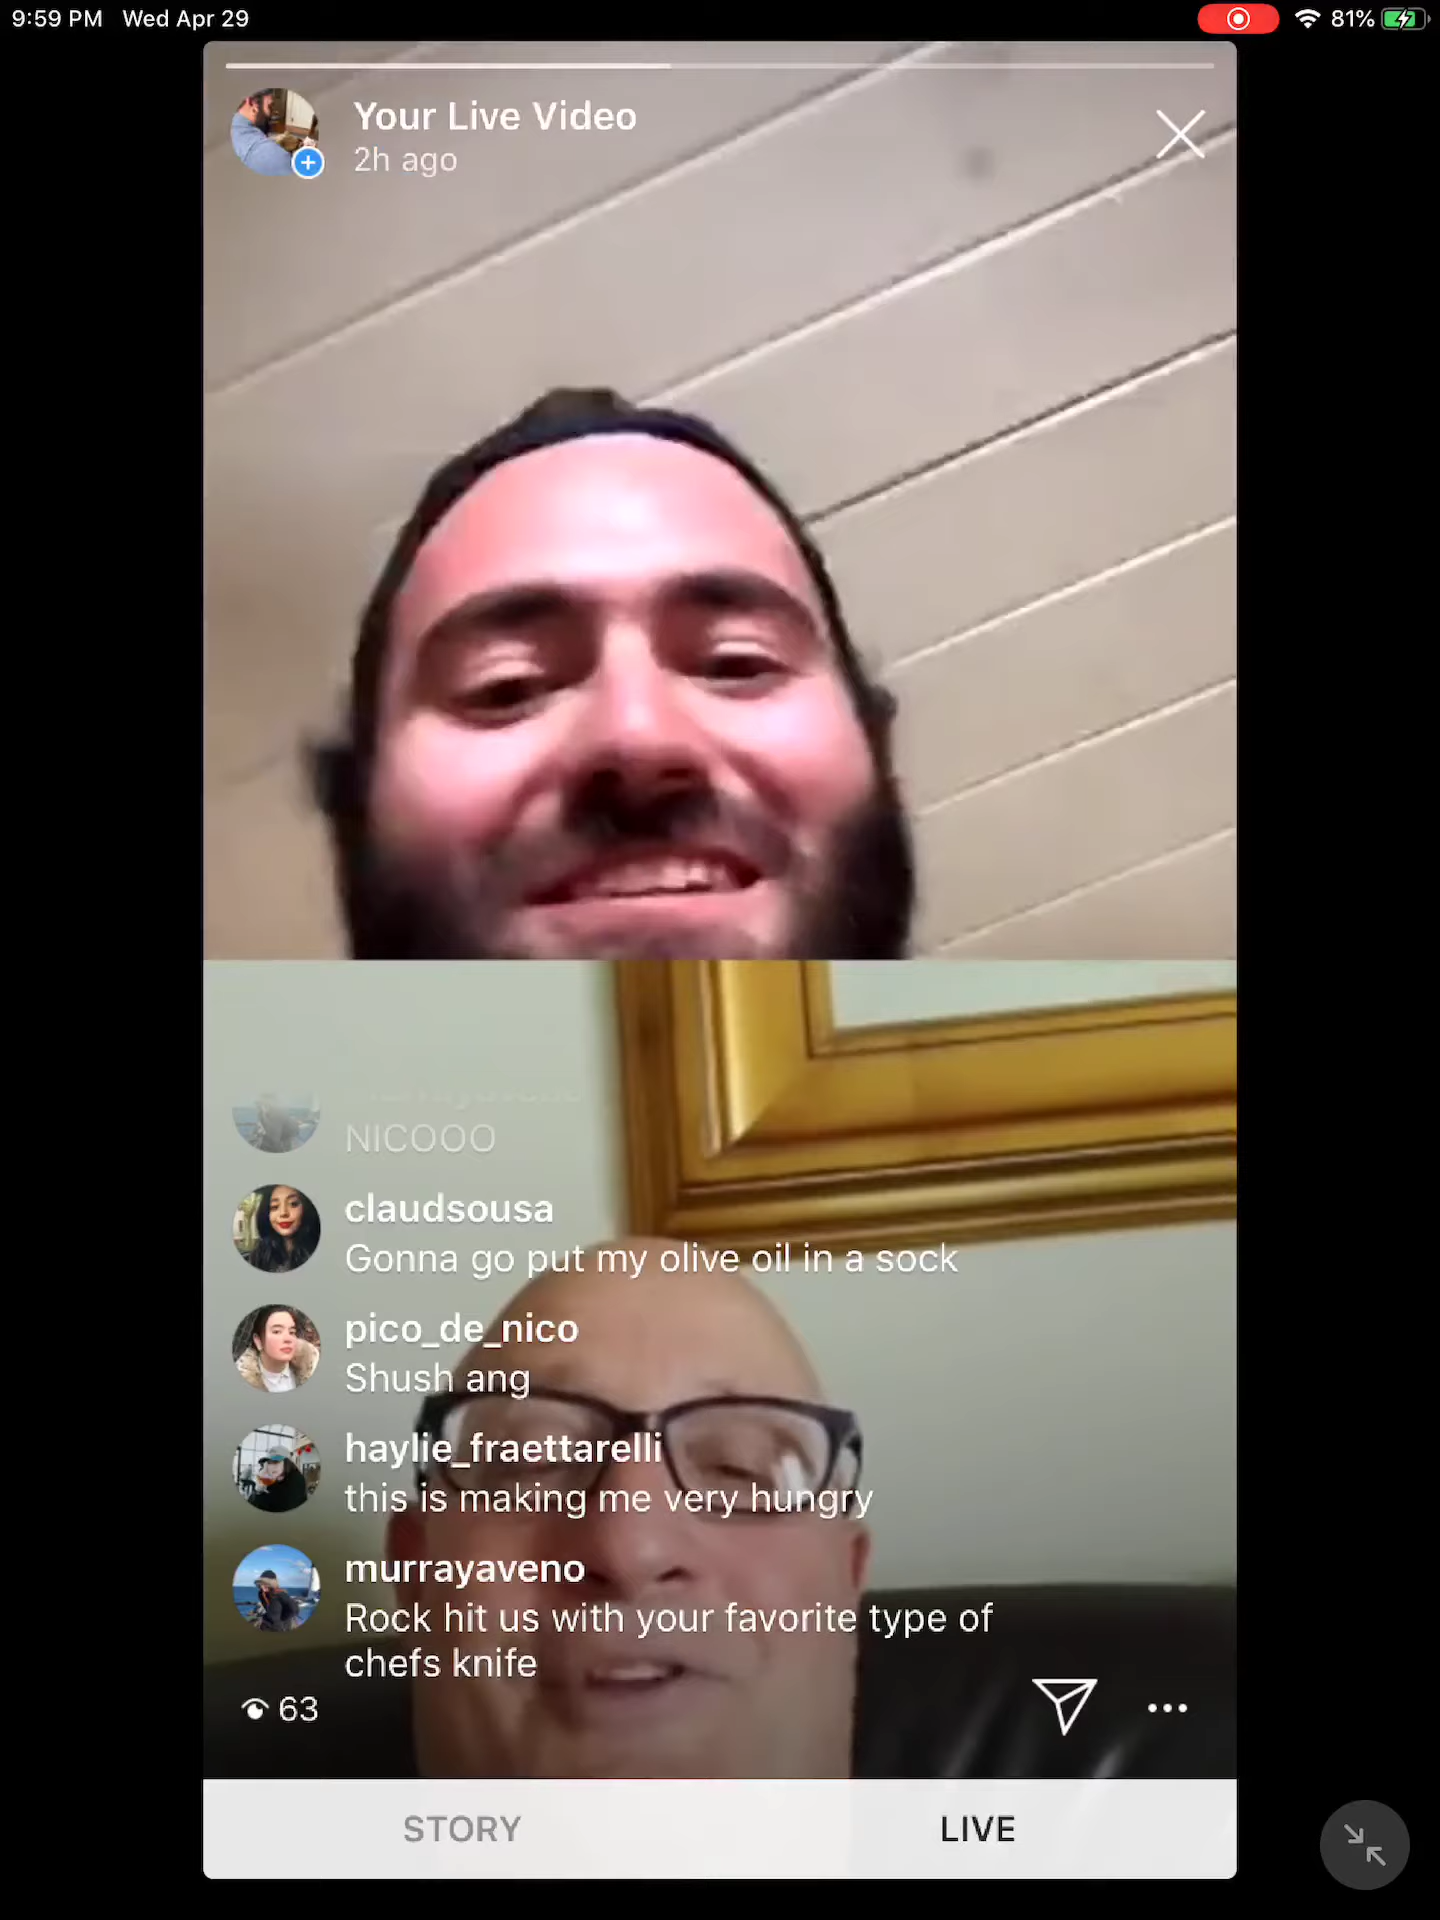 9:59 PM Wed Apr 29
81%
Your Live Video
2h ago
NICOOO
claudsousa
Gonna go put my olive oil in a sock
pico_de_nico
Shush ang
haylie_fraettarelli
this is making me very hungry
murrayaveno
Rock hit us with your favorite type of
chefs knife
63
STORY
LIVE